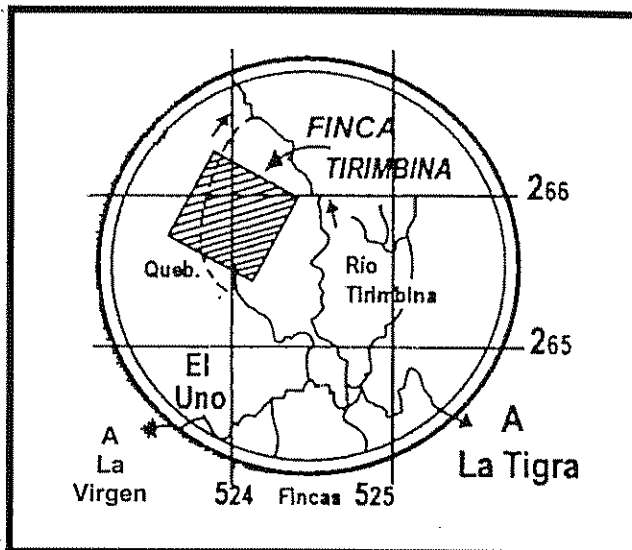 FINCA
TIRIMBINA
266
Queb.
Río
Tirimbina
265
El
Uno
A
La
Virgen
A
La Tigra
524
Fincas
525